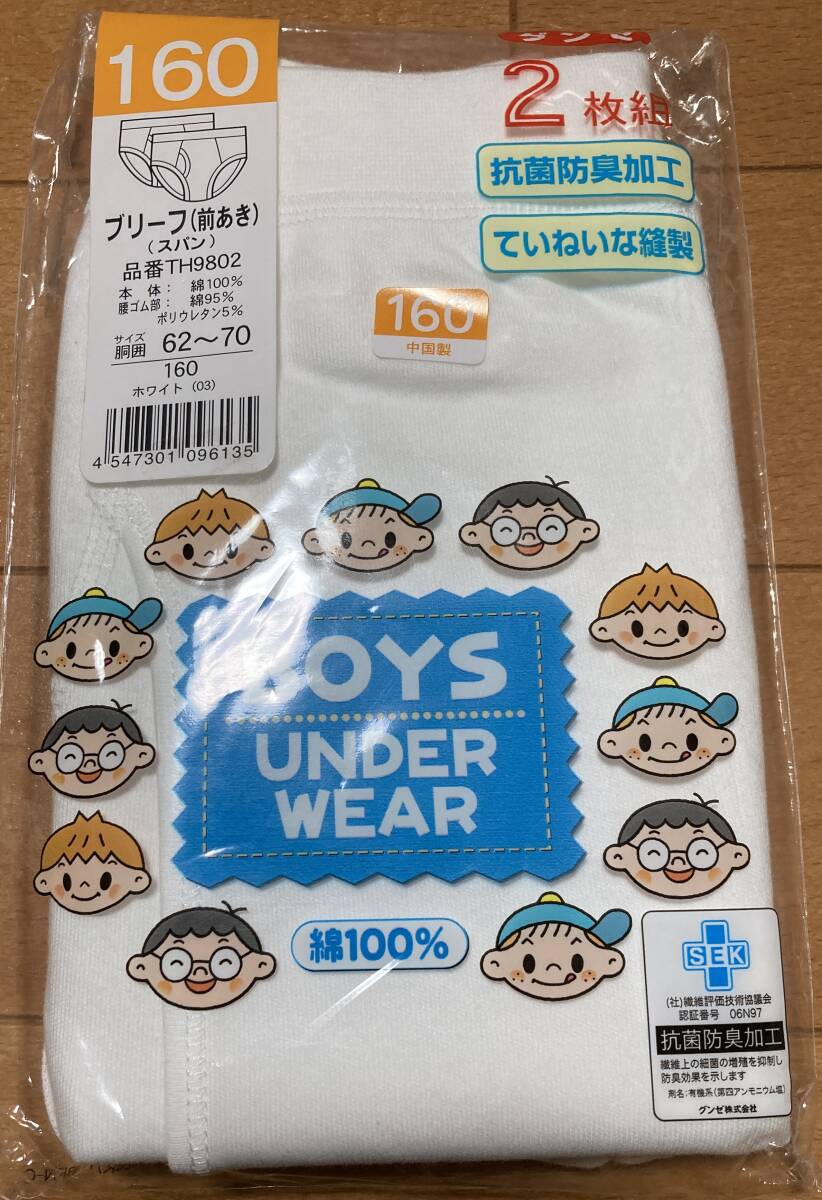 160
ブリーフ(前あき)
(スパン)
品番TH9802
本体: 綿100%
腰ゴム部: 綿95%
ポリウレタン5%
サイズ
胴囲 62〜70
160
ホワイト (03)
4 547301 096135
グンゼ
2枚組
抗菌防臭加工
ていねいな縫製
160
中国製
BOYS
UNDER
WEAR
綿100%
SEK
(社)繊維評価技術協議会
認証番号 06N97
抗菌防臭加工
繊維上の細菌の増殖を抑制し
防臭効果を示します
剤名:有機系(第四アンモニウム塩)
グンゼ株式会社